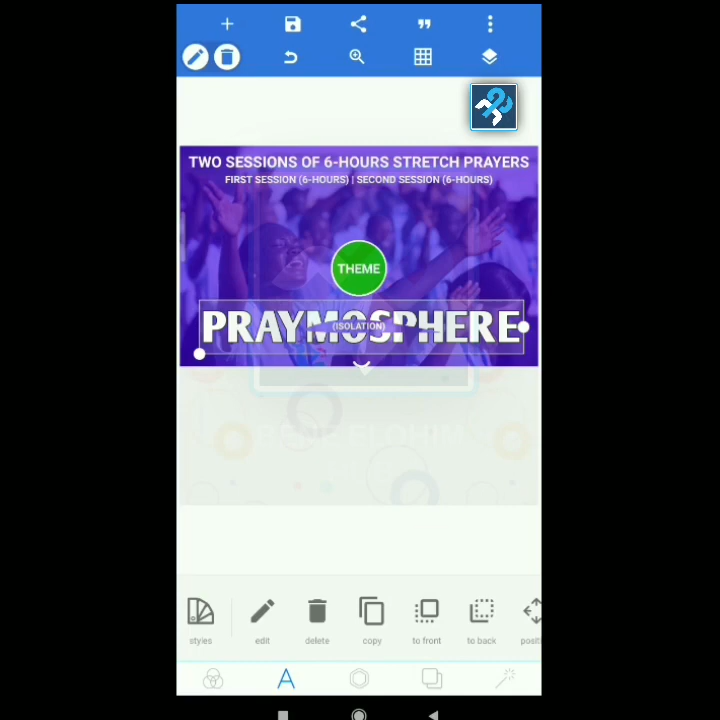 TWO SESSIONS OF 6-HOURS STRETCH PRAYERS
FIRST SESSION (6-HOURS) | SECOND SESSION (6-HOURS)
THEME
PRAYMOSPHERE
(ISOLATION)
styles
edit
delete
copy
to front
to back
positi